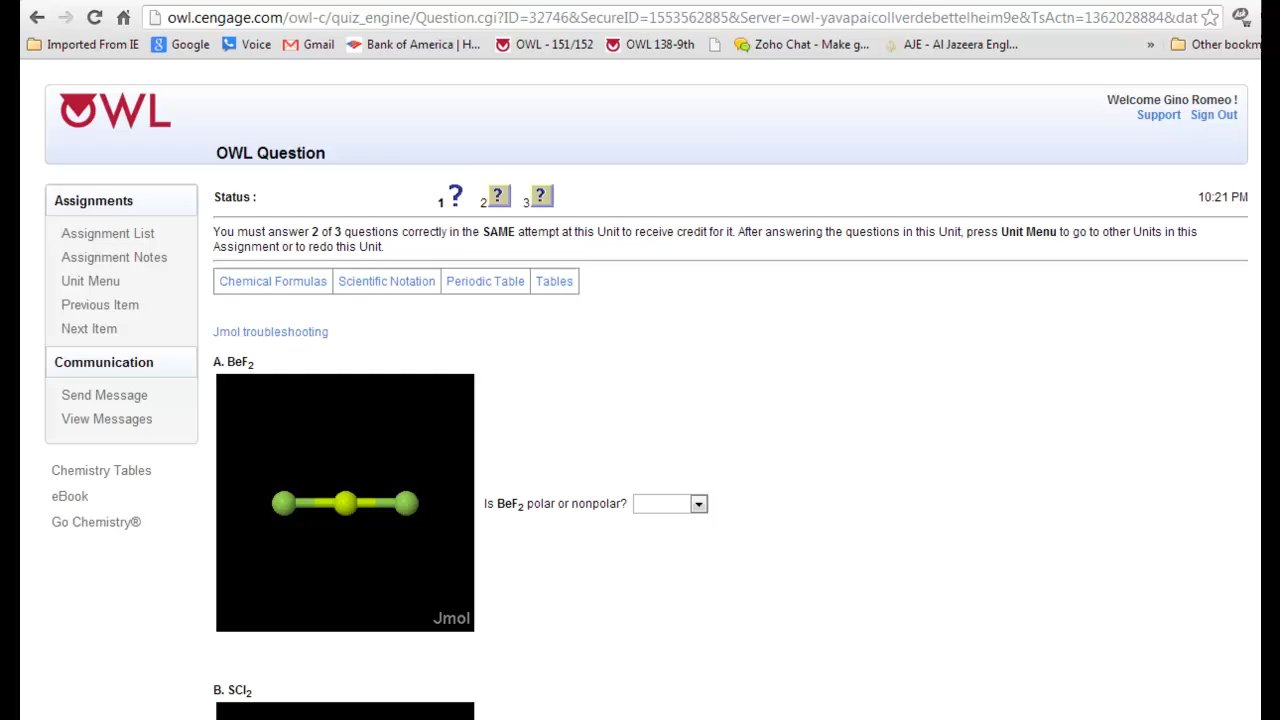 owl.cengage.com/owl-c/quiz_engine/Question.cgi?ID=32746&SecureID=1553562885&Server=owl-yavapaicollverdebettelheim9e&TsActn=1362028884&dat
Imported From IE Google Voice Gmail Bank of America | H... OWL - 151/152 OWL 138-9th Zoho Chat - Make g... AJE - Al Jazeera Engl... » Other bookm
OWL
Welcome Gino Romeo !
Support Sign Out
OWL Question
Assignments
Assignment List
Assignment Notes
Unit Menu
Previous Item
Next Item
Communication
Send Message
View Messages
Chemistry Tables
eBook
Go Chemistry®
Status : 1 ? 2 ? 3 ? 10:21 PM
You must answer 2 of 3 questions correctly in the SAME attempt at this Unit to receive credit for it. After answering the questions in this Unit, press Unit Menu to go to other Units in this
Assignment or to redo this Unit.
Chemical Formulas Scientific Notation Periodic Table Tables
Jmol troubleshooting
A. BeF2
Is BeF2 polar or nonpolar?
Jmol
B. SCl2